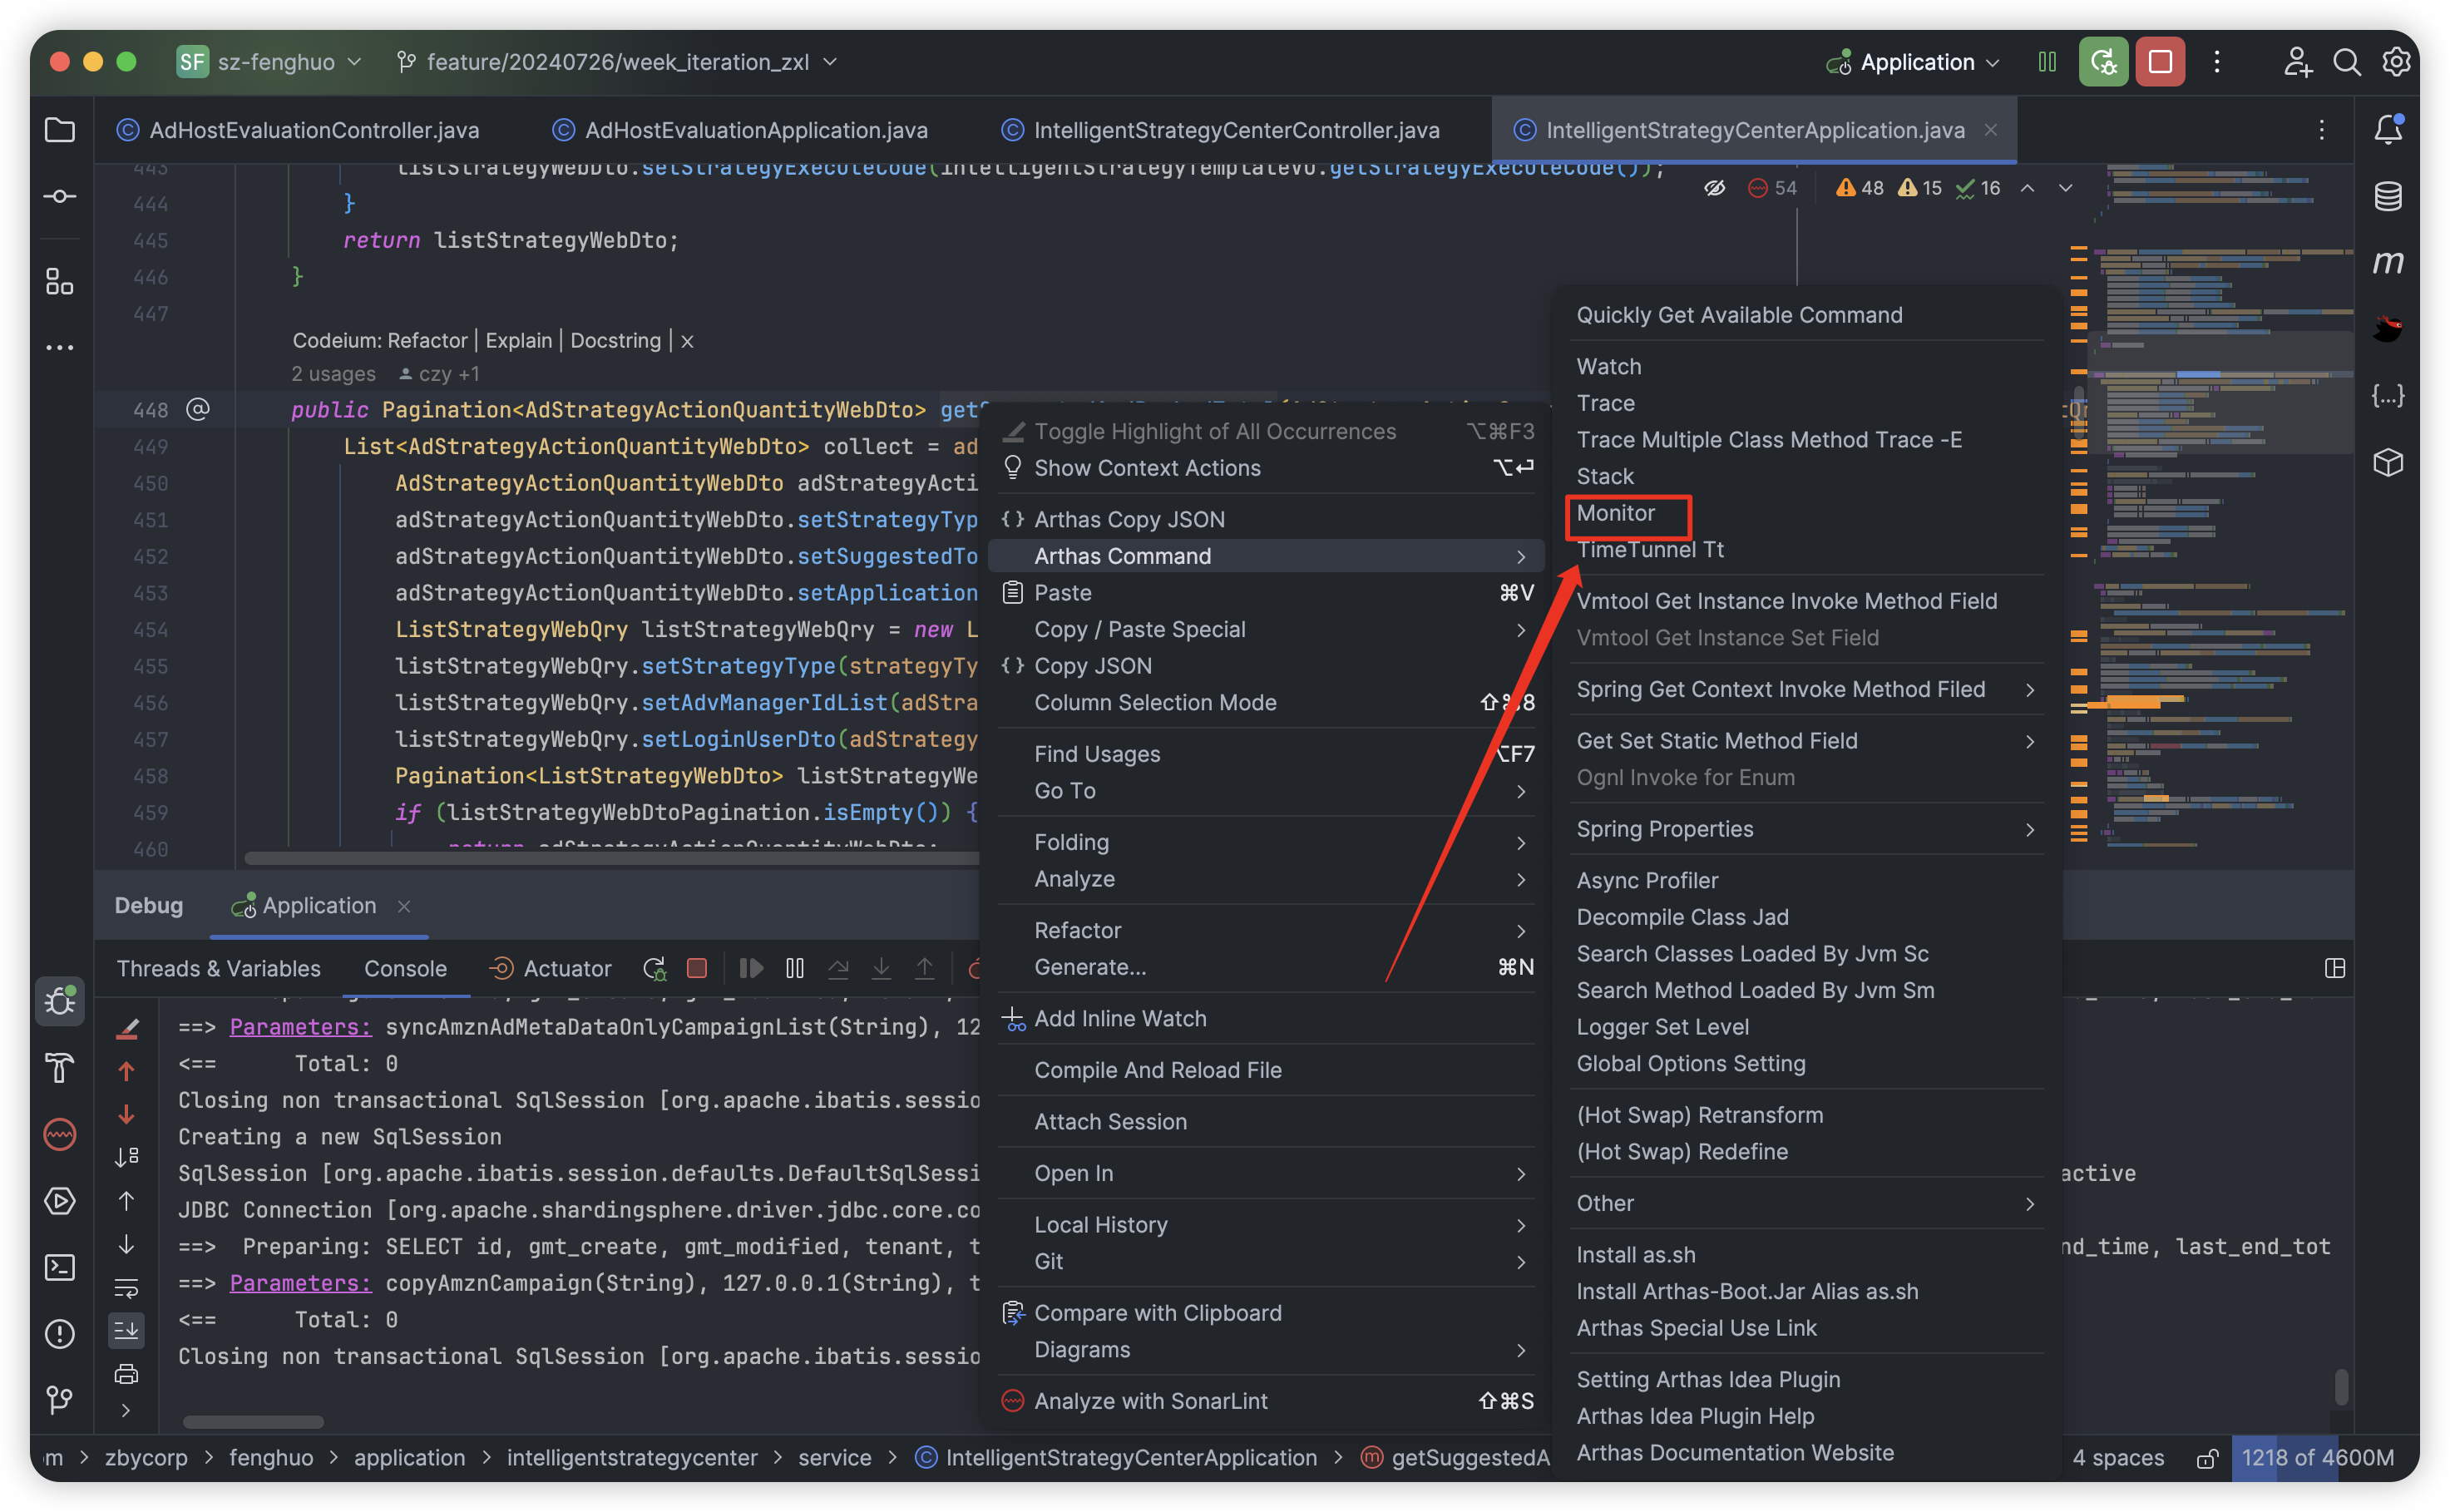 SF sz-fenghuo feature/20240726/week_iteration_zxl Application
AdHostEvaluationController.java AdHostEvaluationApplication.java IntelligentStrategyCenterController.java IntelligentStrategyCenterApplication.java
443 listStrategyWebDto.setStrategyExecuteCode(intelligentStrategyTemplateVo.getStrategyExecuteCode());
54 48 15 16
444 }
445 return listStrategyWebDto;
446 }
447
Codeium: Refactor | Explain | Docstring | ×
2 usages czy +1
448 @ public Pagination<AdStrategyActionQuantityWebDto>
449 List<AdStrategyActionQuantityWebDto> collect = ad
450 AdStrategyActionQuantityWebDto adStrategyActi
451 adStrategyActionQuantityWebDto.setStrategyTyp
452 adStrategyActionQuantityWebDto.setSuggestedTo
453 adStrategyActionQuantityWebDto.setApplication
454 ListStrategyWebQry listStrategyWebQry = new L
455 listStrategyWebQry.setStrategyType(strategyTy
456 listStrategyWebQry.setAdvManagerIdList(adStra
457 listStrategyWebQry.setLoginUserDto(adStrategy
458 Pagination<ListStrategyWebDto> listStrategyWe
459 if (listStrategyWebDtoPagination.isEmpty()) {
460 return adStrategyActionQuantityWebDto;
Toggle Highlight of All Occurrences ⌥⌘F3
Show Context Actions ⌥↩
{} Arthas Copy JSON
Arthas Command
Paste ⌘V
Copy / Paste Special
{} Copy JSON
Column Selection Mode ⇧⌘8
Find Usages ⌥F7
Go To
Folding
Analyze
Refactor
Generate... ⌘N
Add Inline Watch
Compile And Reload File
Attach Session
Open In
Local History
Git
Compare with Clipboard
Diagrams
Analyze with SonarLint ⇧⌘S
Quickly Get Available Command
Watch
Trace
Trace Multiple Class Method Trace -E
Stack
Monitor
TimeTunnel Tt
Vmtool Get Instance Invoke Method Field
Vmtool Get Instance Set Field
Spring Get Context Invoke Method Filed
Get Set Static Method Field
Ognl Invoke for Enum
Spring Properties
Async Profiler
Decompile Class Jad
Search Classes Loaded By Jvm Sc
Search Method Loaded By Jvm Sm
Logger Set Level
Global Options Setting
(Hot Swap) Retransform
(Hot Swap) Redefine
Other
Install as.sh
Install Arthas-Boot.Jar Alias as.sh
Arthas Special Use Link
Setting Arthas Idea Plugin
Arthas Idea Plugin Help
Arthas Documentation Website
Debug Application
Threads & Variables Console Actuator
==> Parameters: syncAmznAdMetaDataOnlyCampaignList(String), 12
<== Total: 0
Closing non transactional SqlSession [org.apache.ibatis.sessio
Creating a new SqlSession
SqlSession [org.apache.ibatis.session.defaults.DefaultSqlSessi active
JDBC Connection [org.apache.shardingsphere.driver.jdbc.core.co
==> Preparing: SELECT id, gmt_create, gmt_modified, tenant, t nd_time, last_end_tot
==> Parameters: copyAmznCampaign(String), 127.0.0.1(String), t
<== Total: 0
Closing non transactional SqlSession [org.apache.ibatis.sessio
m > zbycorp > fenghuo > application > intelligentstrategycenter > service > IntelligentStrategyCenterApplication > getSuggestedA 4 spaces 1218 of 4600M